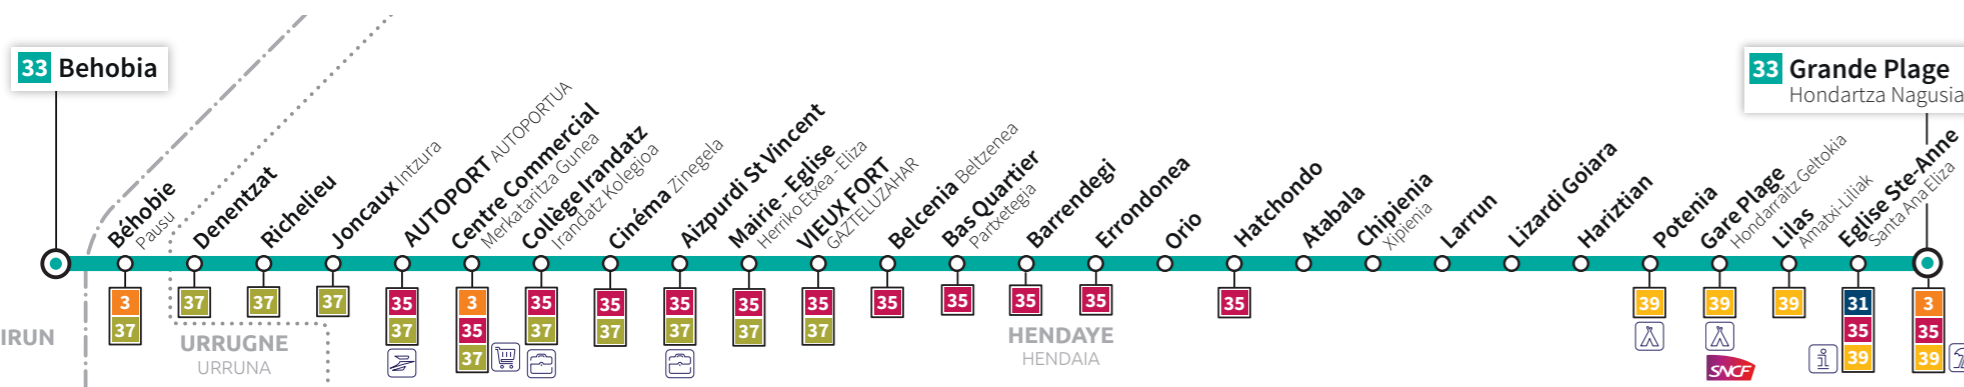 33 Behobia
33 Grande Plage
Hondartza Nagusia
Béhobie
Pausu
Denentzat
Richelieu
Joncaux Intzura
AUTOPORT AUTOPORTUA
Centre Commercial
Merkataritza Gunea
Collège Irandatz
Irandatz Kolegioa
Cinéma Zinegela
Aizpurdi St Vincent
Mairie - Eglise
Herriko Etxea - Eliza
VIEUX FORT
GAZTELUZAHAR
Belcenia Beltzenea
Bas Quartier
Partxetegia
Barrendegi
Errondonea
Orio
Hatchondo
Atabala
Chipienia
Xipienia
Larrun
Lizardi Goiara
Hariztian
Potenia
Gare Plage
Hondarraitz Geltokia
Lilas
Amatxi-Liliak
Eglise Ste-Anne
Santa Ana Eliza
3 37 37 37 35 3 35 35 35 35 35 35 35 35 35 35 39 39 39 31 3
37 37 35 37 37 37 37 37 35 35
37 39 39
IRUN
URRUGNE
URRUNA
HENDAYE
HENDAIA
SNCF
i